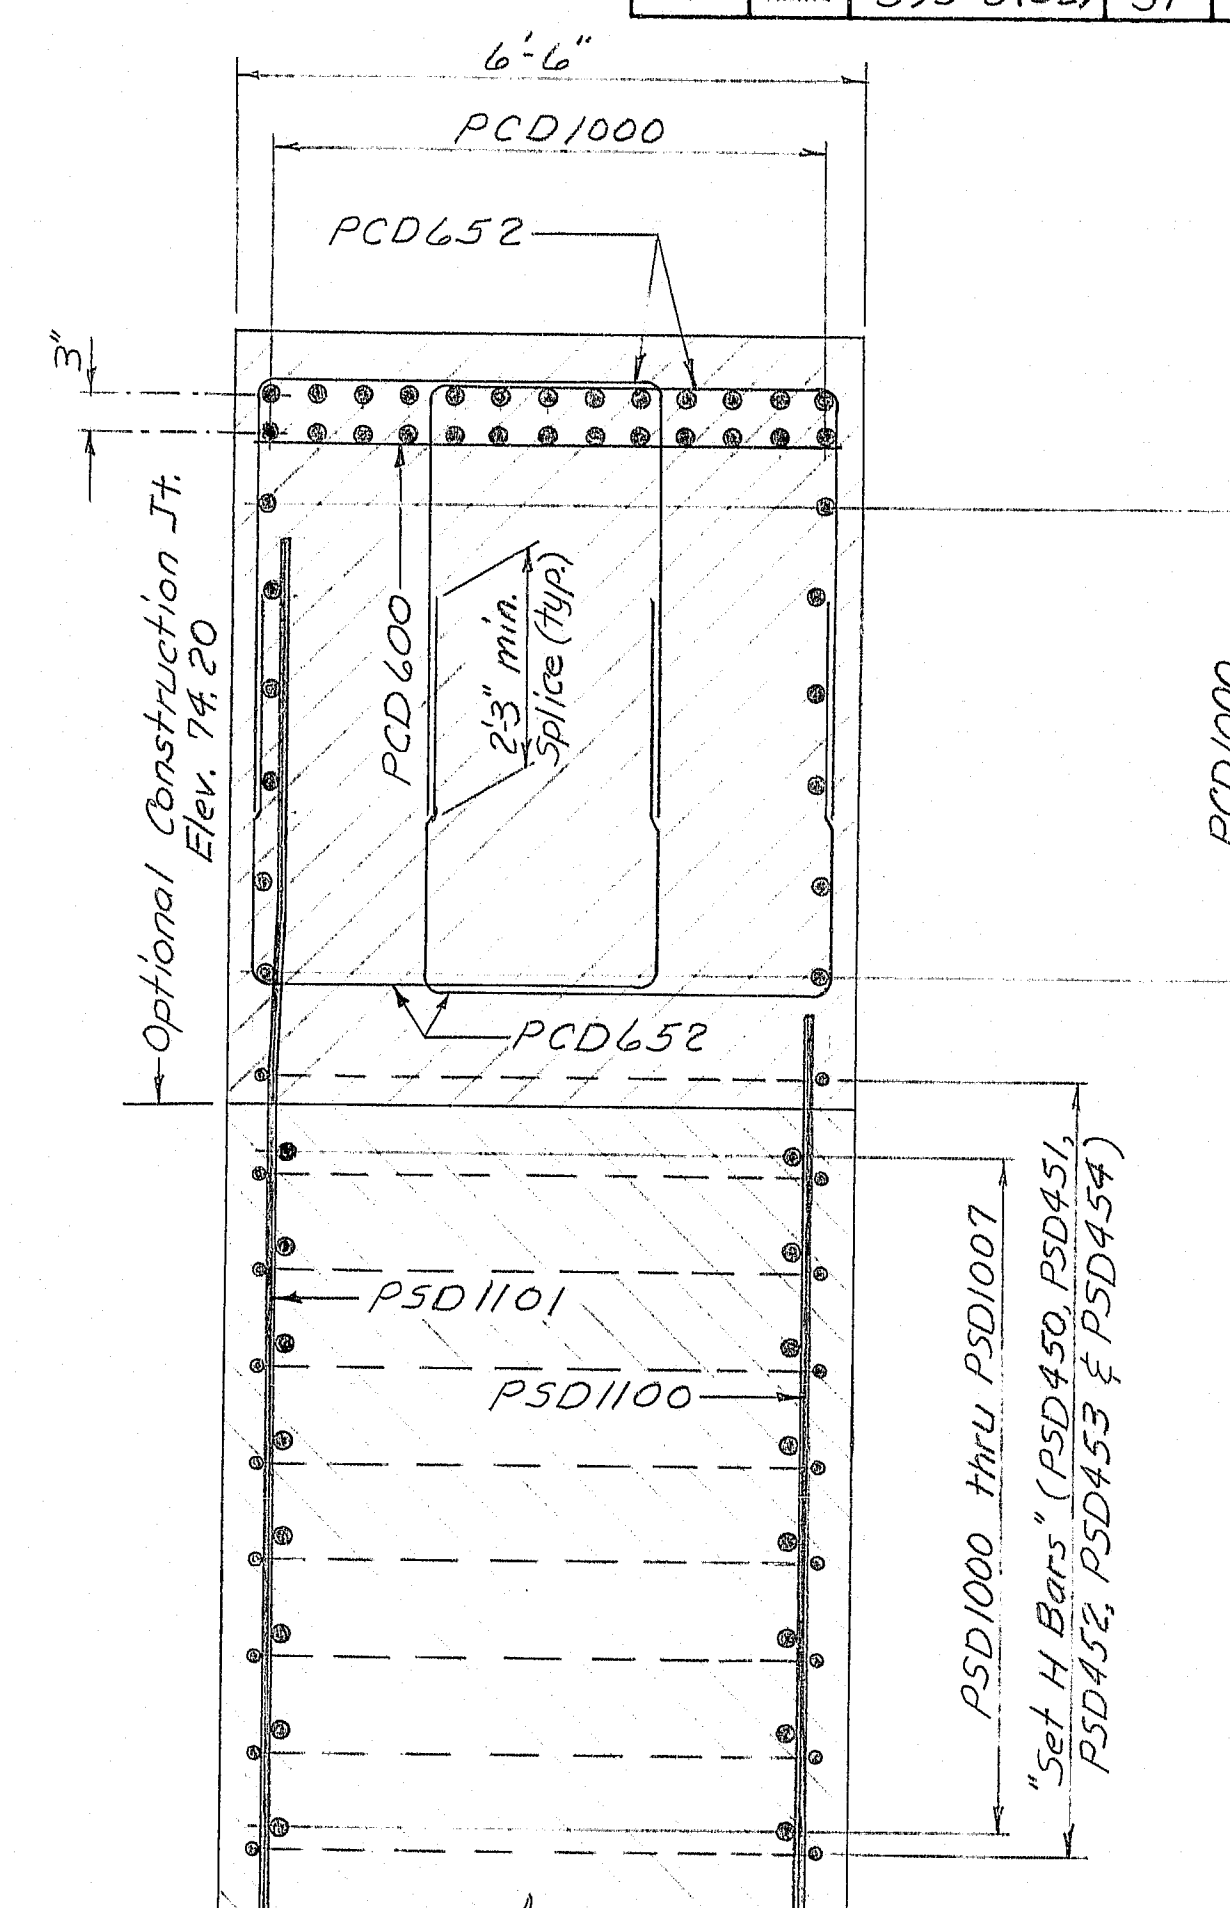 6'-6"
PCD1000
PCD652
3"
Optional Construction Jt.
Elev. 74.20
PCD600
2'3" min.
Splice (typ.)
PCD1000
PCD652
PSD1101
PSD1100
PSD1000 thru PSD1007
"Set H Bars" (PSD450, PSD451,
PSD452, PSD453 & PSD454)